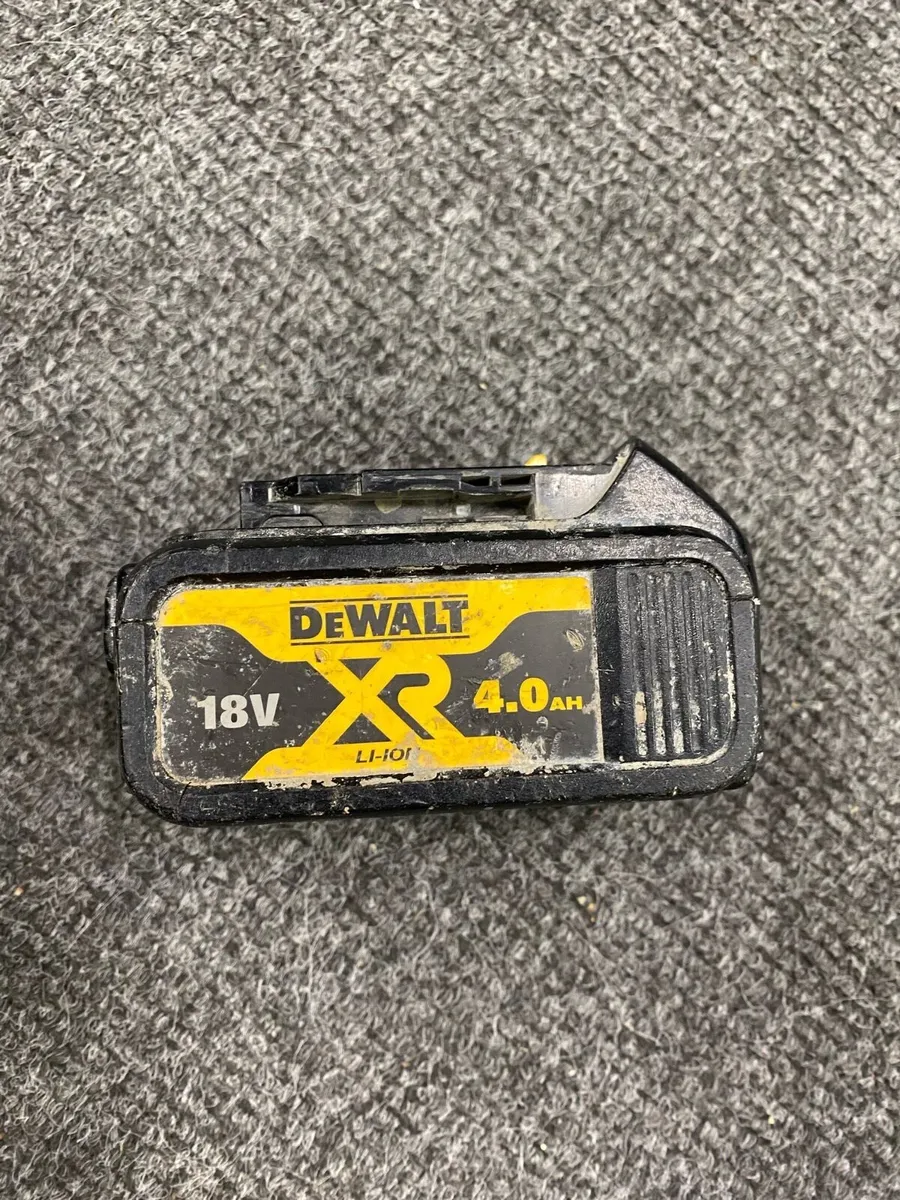 DEWALT
XR
18V
4.0AH
LI-ION